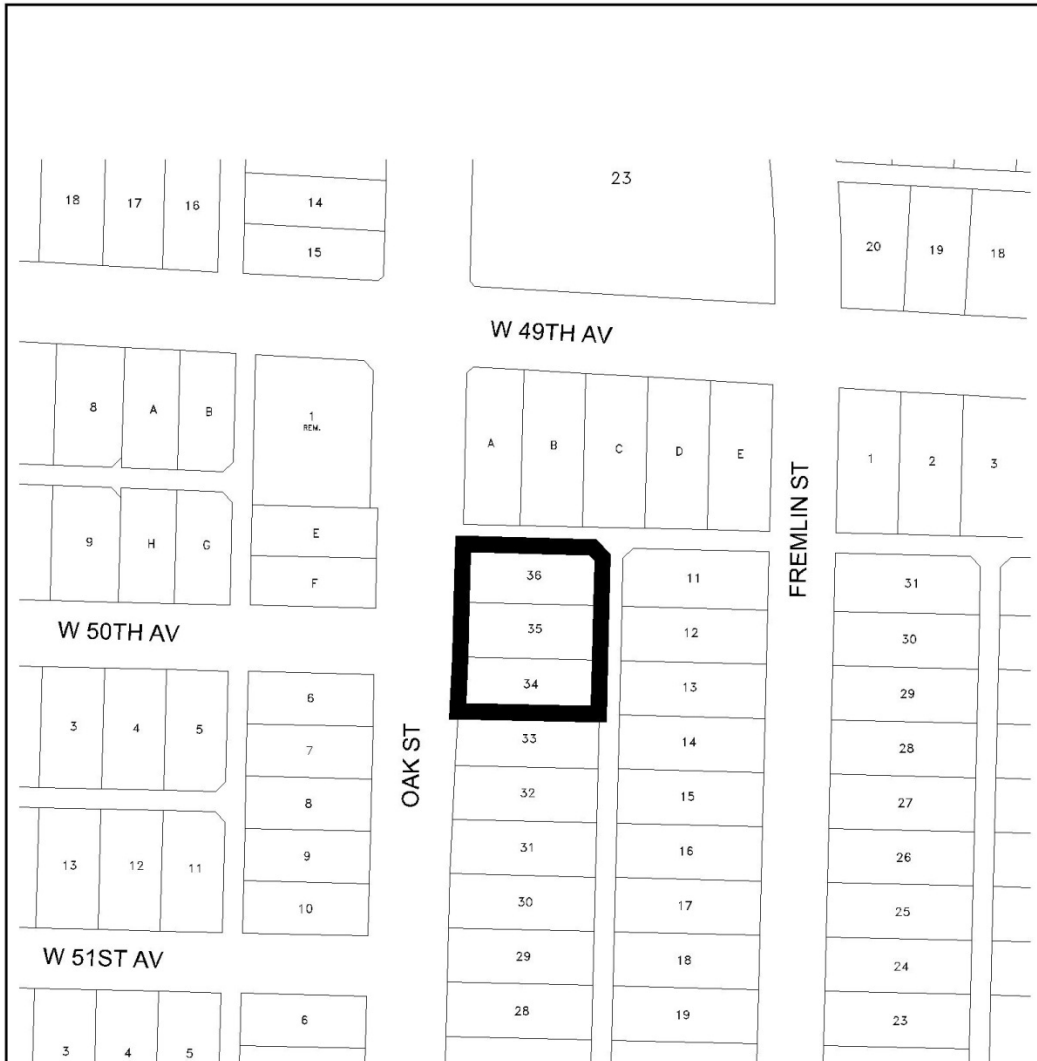 23
18 17 16
14
15
20 19 18
W 49TH AV
8 A B
1
REM.
A B C D E
1 2 3
FREMLIN ST
9 H G
E
F
36
35
34
11
12
13
31
30
29
W 50TH AV
3 4 5
6
7
8
9
10
OAK ST
33
32
31
30
29
28
14
15
16
17
18
19
28
27
26
25
24
23
13 12 11
W 51ST AV
3 4 5
6